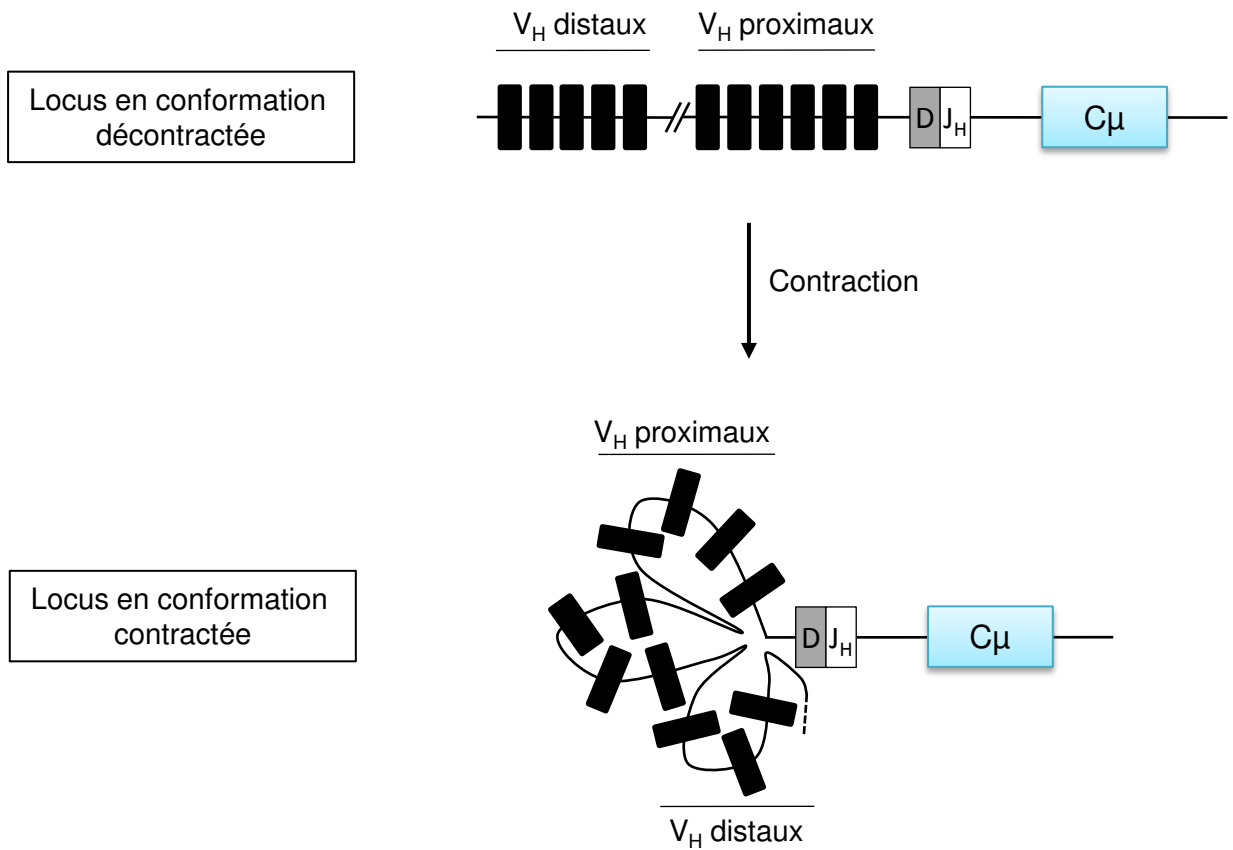 V_H distaux V_H proximaux
Locus en conformation
décontractée
D J_H Cμ
Contraction
V_H proximaux
Locus en conformation
contractée
D J_H Cμ
V_H distaux